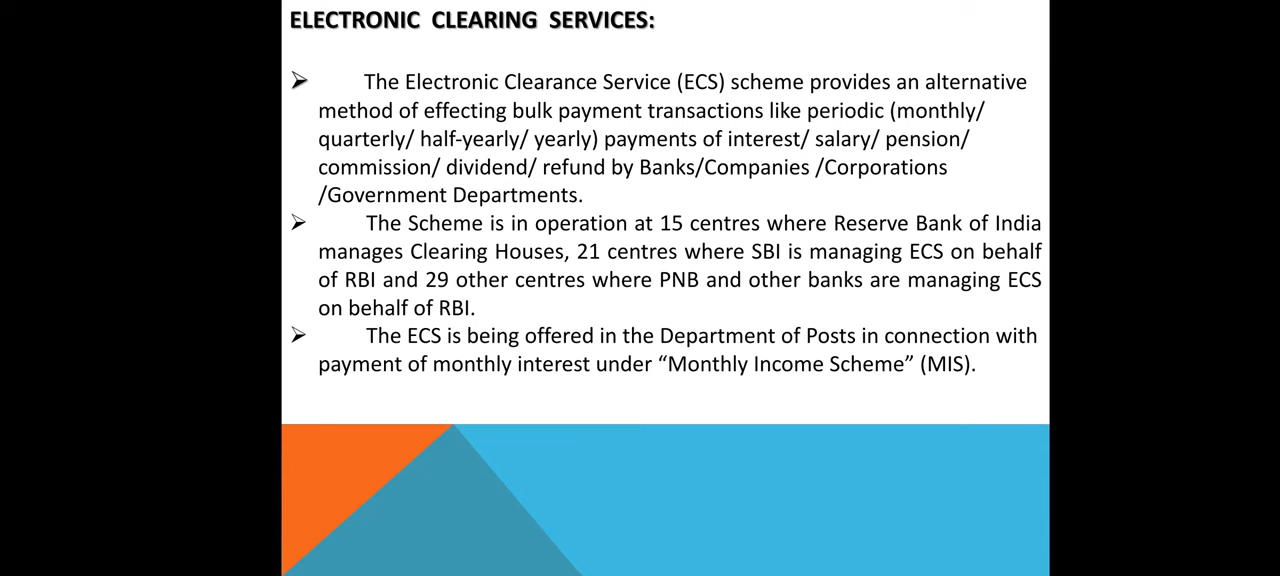 ELECTRONIC CLEARING SERVICES:
➢ The Electronic Clearance Service (ECS) scheme provides an alternative
method of effecting bulk payment transactions like periodic (monthly/
quarterly/ half-yearly/ yearly) payments of interest/ salary/ pension/
commission/ dividend/ refund by Banks/Companies /Corporations
/Government Departments.
➢ The Scheme is in operation at 15 centres where Reserve Bank of India
manages Clearing Houses, 21 centres where SBI is managing ECS on behalf
of RBI and 29 other centres where PNB and other banks are managing ECS
on behalf of RBI.
➢ The ECS is being offered in the Department of Posts in connection with
payment of monthly interest under “Monthly Income Scheme” (MIS).